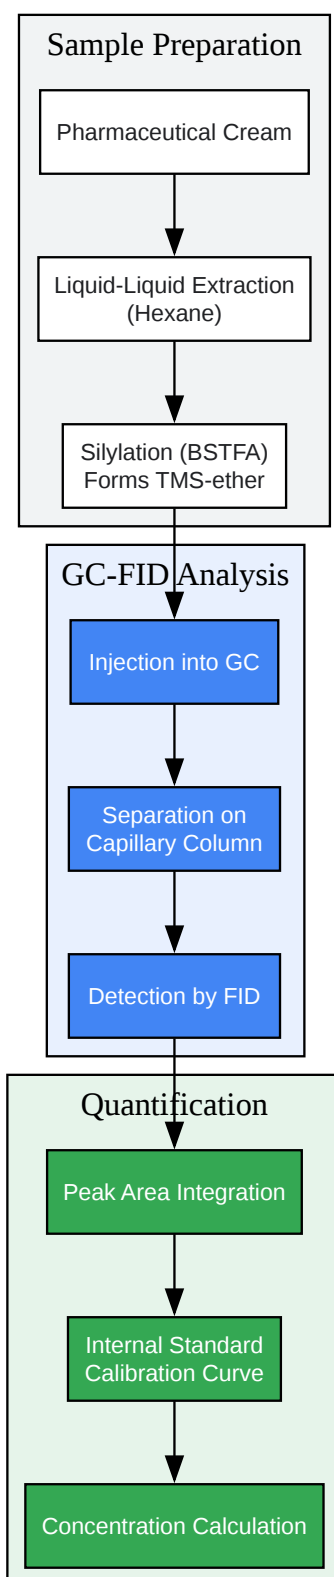 Sample Preparation
Pharmaceutical Cream
Liquid-Liquid Extraction
(Hexane)
Silylation (BSTFA)
Forms TMS-ether
GC-FID Analysis
Injection into GC
Separation on
Capillary Column
Detection by FID
Quantification
Peak Area Integration
Internal Standard
Calibration Curve
Concentration Calculation